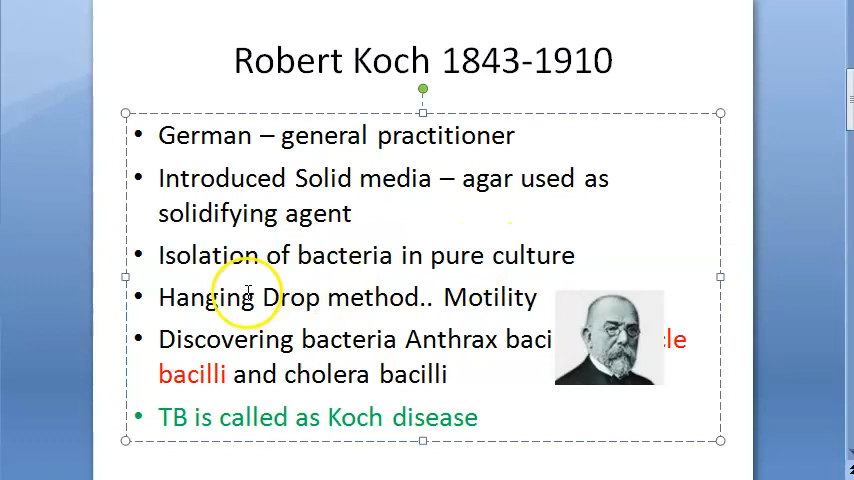 Robert Koch 1843-1910
• German – general practitioner
• Introduced Solid media – agar used as
solidifying agent
• Isolation of bacteria in pure culture
• Hanging Drop method.. Motility
• Discovering bacteria Anthrax
bacilli and cholera bacilli
• TB is called as Koch disease